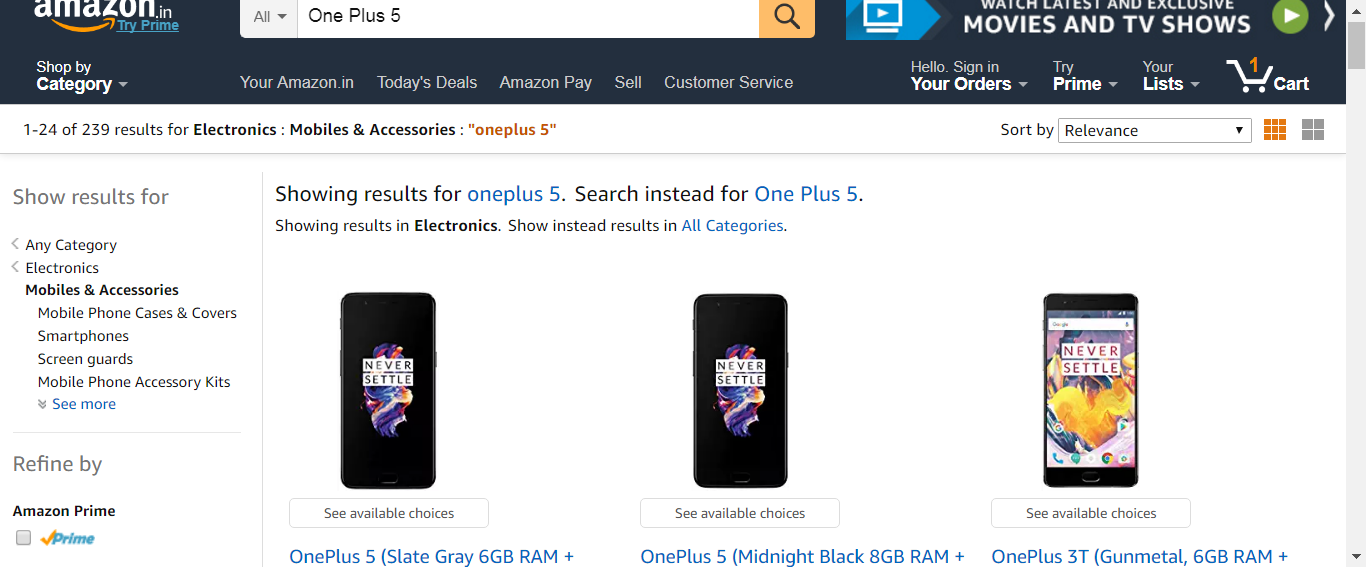 amazon.in
Try Prime
All
One Plus 5
WATCH LATEST AND EXCLUSIVE
MOVIES AND TV SHOWS
Shop by
Category
Your Amazon.in
Today's Deals
Amazon Pay
Sell
Customer Service
Hello. Sign in
Your Orders
Try
Prime
Your
Lists
1
Cart
1-24 of 239 results for Electronics : Mobiles & Accessories : "oneplus 5"
Sort by
Relevance
Show results for
Any Category
Electronics
Mobiles & Accessories
Mobile Phone Cases & Covers
Smartphones
Screen guards
Mobile Phone Accessory Kits
See more
Refine by
Amazon Prime
Prime
Showing results for oneplus 5. Search instead for One Plus 5.
Showing results in Electronics. Show instead results in All Categories.
NEVER
SETTLE
See available choices
OnePlus 5 (Slate Gray 6GB RAM +
NEVER
SETTLE
See available choices
OnePlus 5 (Midnight Black 8GB RAM +
Google
NEVER
SETTLE
See available choices
OnePlus 3T (Gunmetal, 6GB RAM +